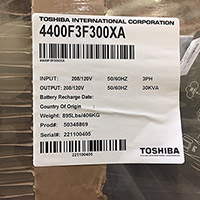 TOSHIBA INTERNATIONAL CORPORATION
4400F3F300XA
4400F3F300XA
INPUT: 208/120V 50/60HZ 3PH
OUTPUT: 208/120V 50/60HZ 30KVA
Battery Recharge Date:
Country Of Origin :
Weight: 895Lbs/406KG
Prod#: 50348869
Serial: 221100405
221100405
TOSHIBA